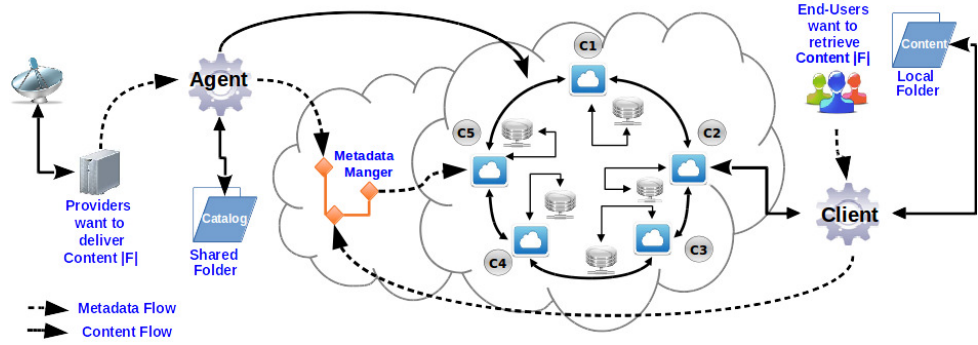 C1
End-Users
want to
retrieve
Content |F|
Content
Local
Folder
Agent
C5
C2
Metadata
Manger
Providers
want to
deliver
Content |F|
Catalog
Shared
Folder
Client
C4
C3
Metadata Flow
Content Flow